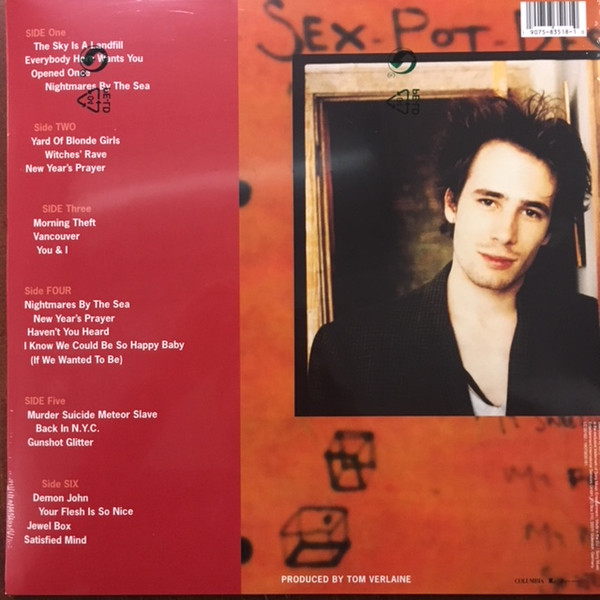 SEX-POT-DE
9075-83518-1
SIDE One
The Sky Is A Landfill
Everybody Here Wants You
Opened Once
Nightmares By The Sea
Side TWO
Yard Of Blonde Girls
Witches' Rave
New Year's Prayer
SIDE Three
Morning Theft
Vancouver
You & I
Side FOUR
Nightmares By The Sea
New Year's Prayer
Haven't You Heard
I Know We Could Be So Happy Baby
(If We Wanted To Be)
SIDE Five
Murder Suicide Meteor Slave
Back In N.Y.C.
Gunshot Glitter
Side SIX
Demon John
Your Flesh Is So Nice
Jewel Box
Satisfied Mind
PRODUCED BY TOM VERLAINE
COLUMBIA